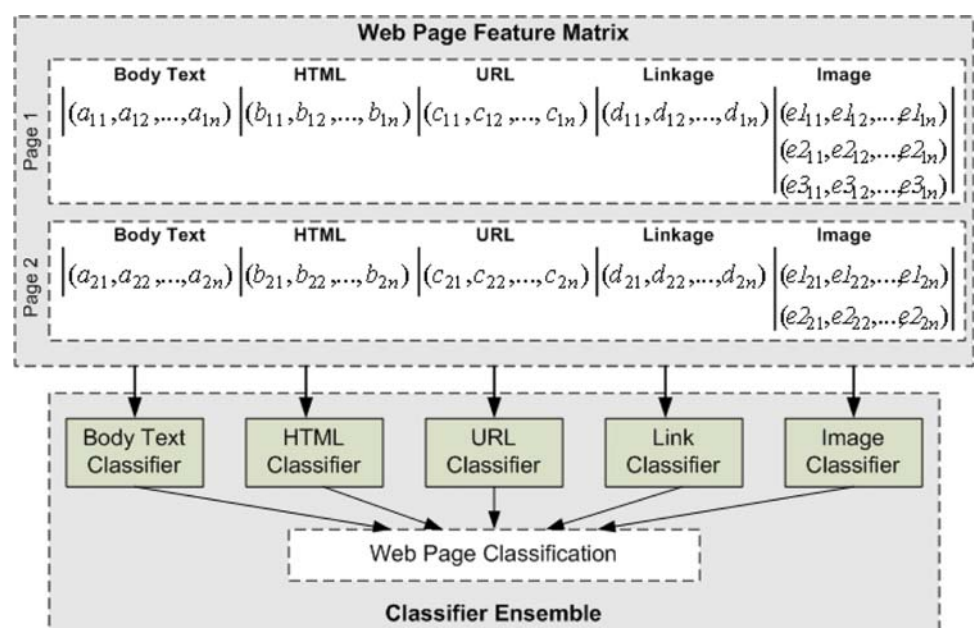 Web Page Feature Matrix
Page 1
Body Text HTML URL Linkage Image
|(a₁₁,a₁₂,...,a₁ₙ)|(b₁₁,b₁₂,...,b₁ₙ)|(c₁₁,c₁₂,...,c₁ₙ)|(d₁₁,d₁₂,...,d₁ₙ)|(e1₁₁,e1₁₂,...,e1₁ₙ)|
(e2₁₁,e2₁₂,...,e2₁ₙ)
(e3₁₁,e3₁₂,...,e3₁ₙ)
Page 2
Body Text HTML URL Linkage Image
|(a₂₁,a₂₂,...,a₂ₙ)|(b₂₁,b₂₂,...,b₂ₙ)|(c₂₁,c₂₂,...,c₂ₙ)|(d₂₁,d₂₂,...,d₂ₙ)|(e1₂₁,e1₂₂,...,e1₂ₙ)|
(e2₂₁,e2₂₂,...,e2₂ₙ)
Body Text
Classifier
HTML
Classifier
URL
Classifier
Link
Classifier
Image
Classifier
Web Page Classification
Classifier Ensemble